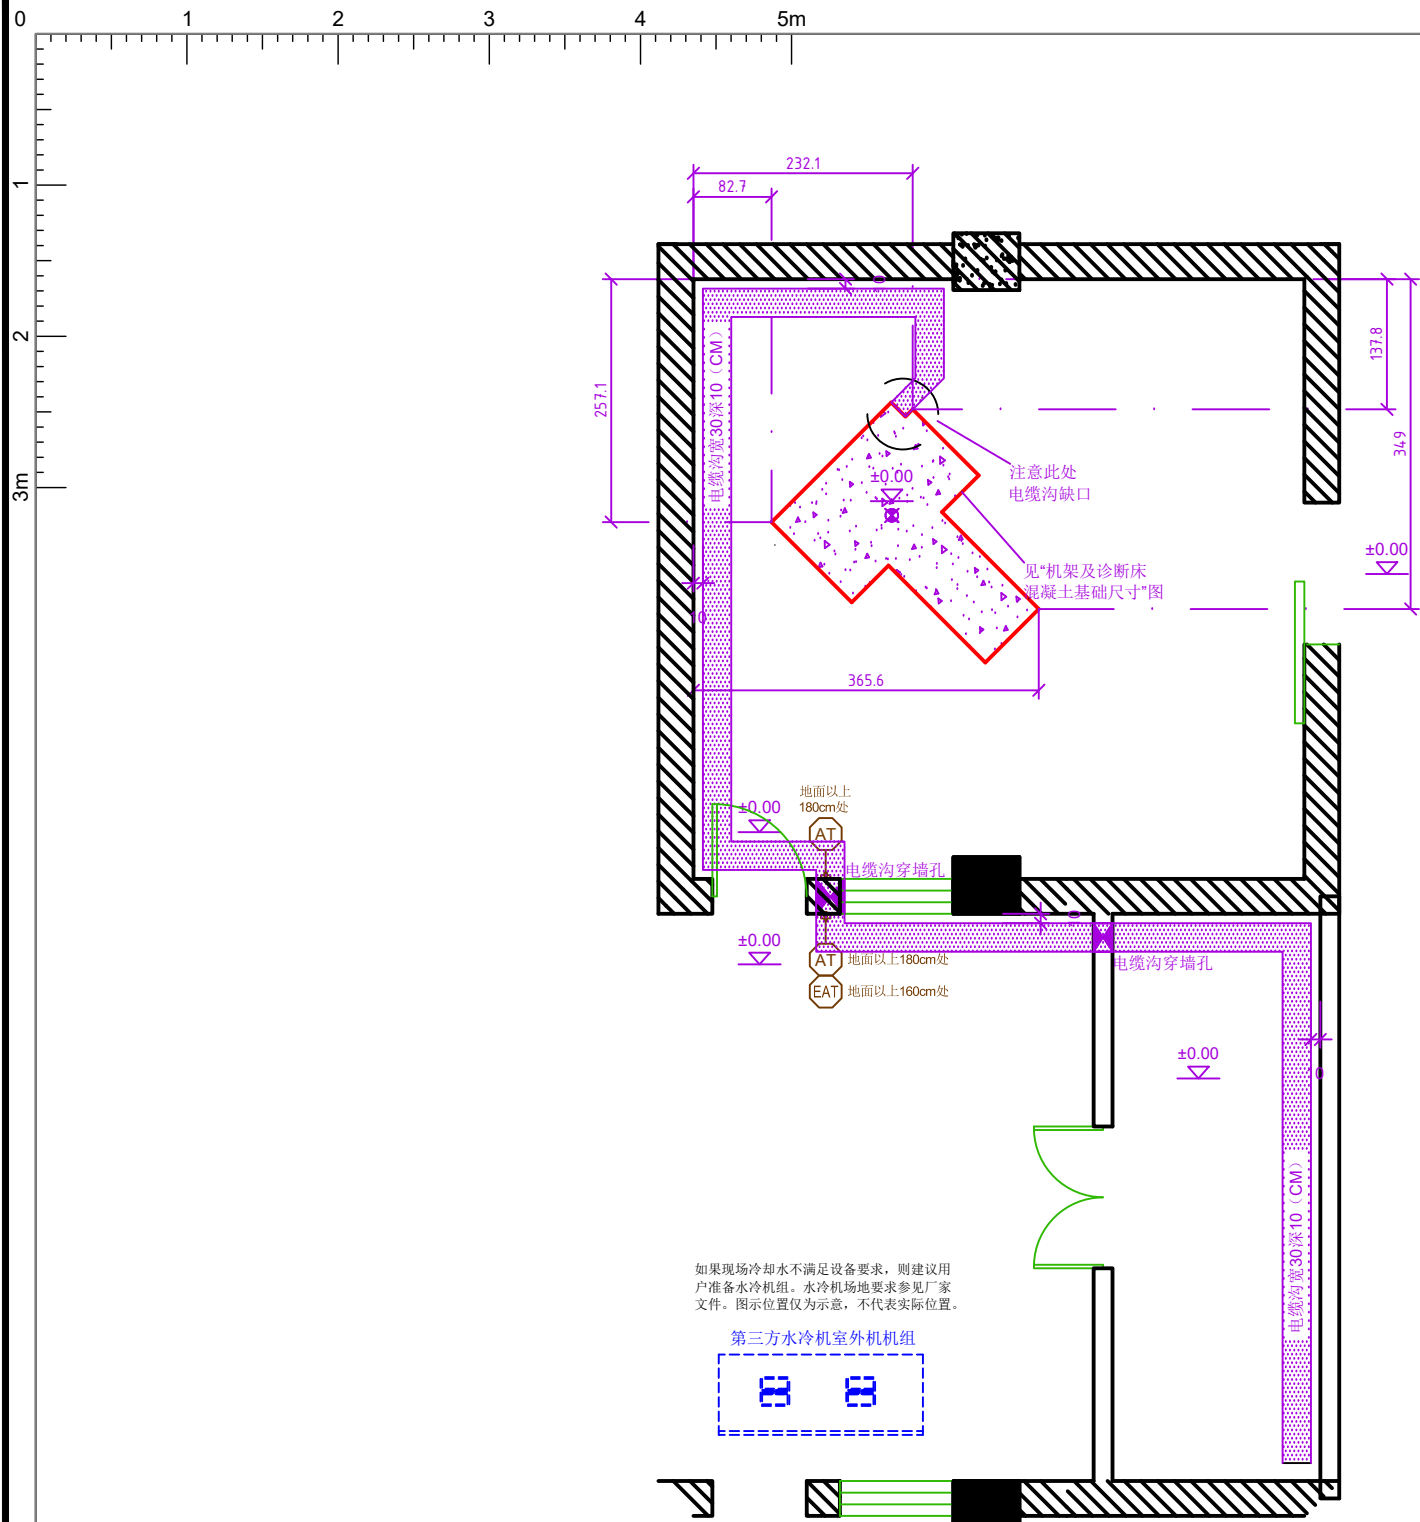 0 1 2 3 4 5m
1
2
3m
232.1
82.7
257.1
137.8
349
电缆沟宽30深10（CM）
±0.00
注意此处
电缆沟缺口
见“机架及诊断床
混凝土基础尺寸”图
±0.00
10
365.6
地面以上
180cm处
±0.00
AT
电缆沟穿墙孔
±0.00
AT 地面以上180cm处
电缆沟穿墙孔
EAT 地面以上160cm处
±0.00
电缆沟宽30深10（CM）
如果现场冷却水不满足设备要求，则建议用
户准备水冷机组。水冷机场地要求参见厂家
文件。图示位置仅为示意，不代表实际位置。
第三方水冷机室外机机组